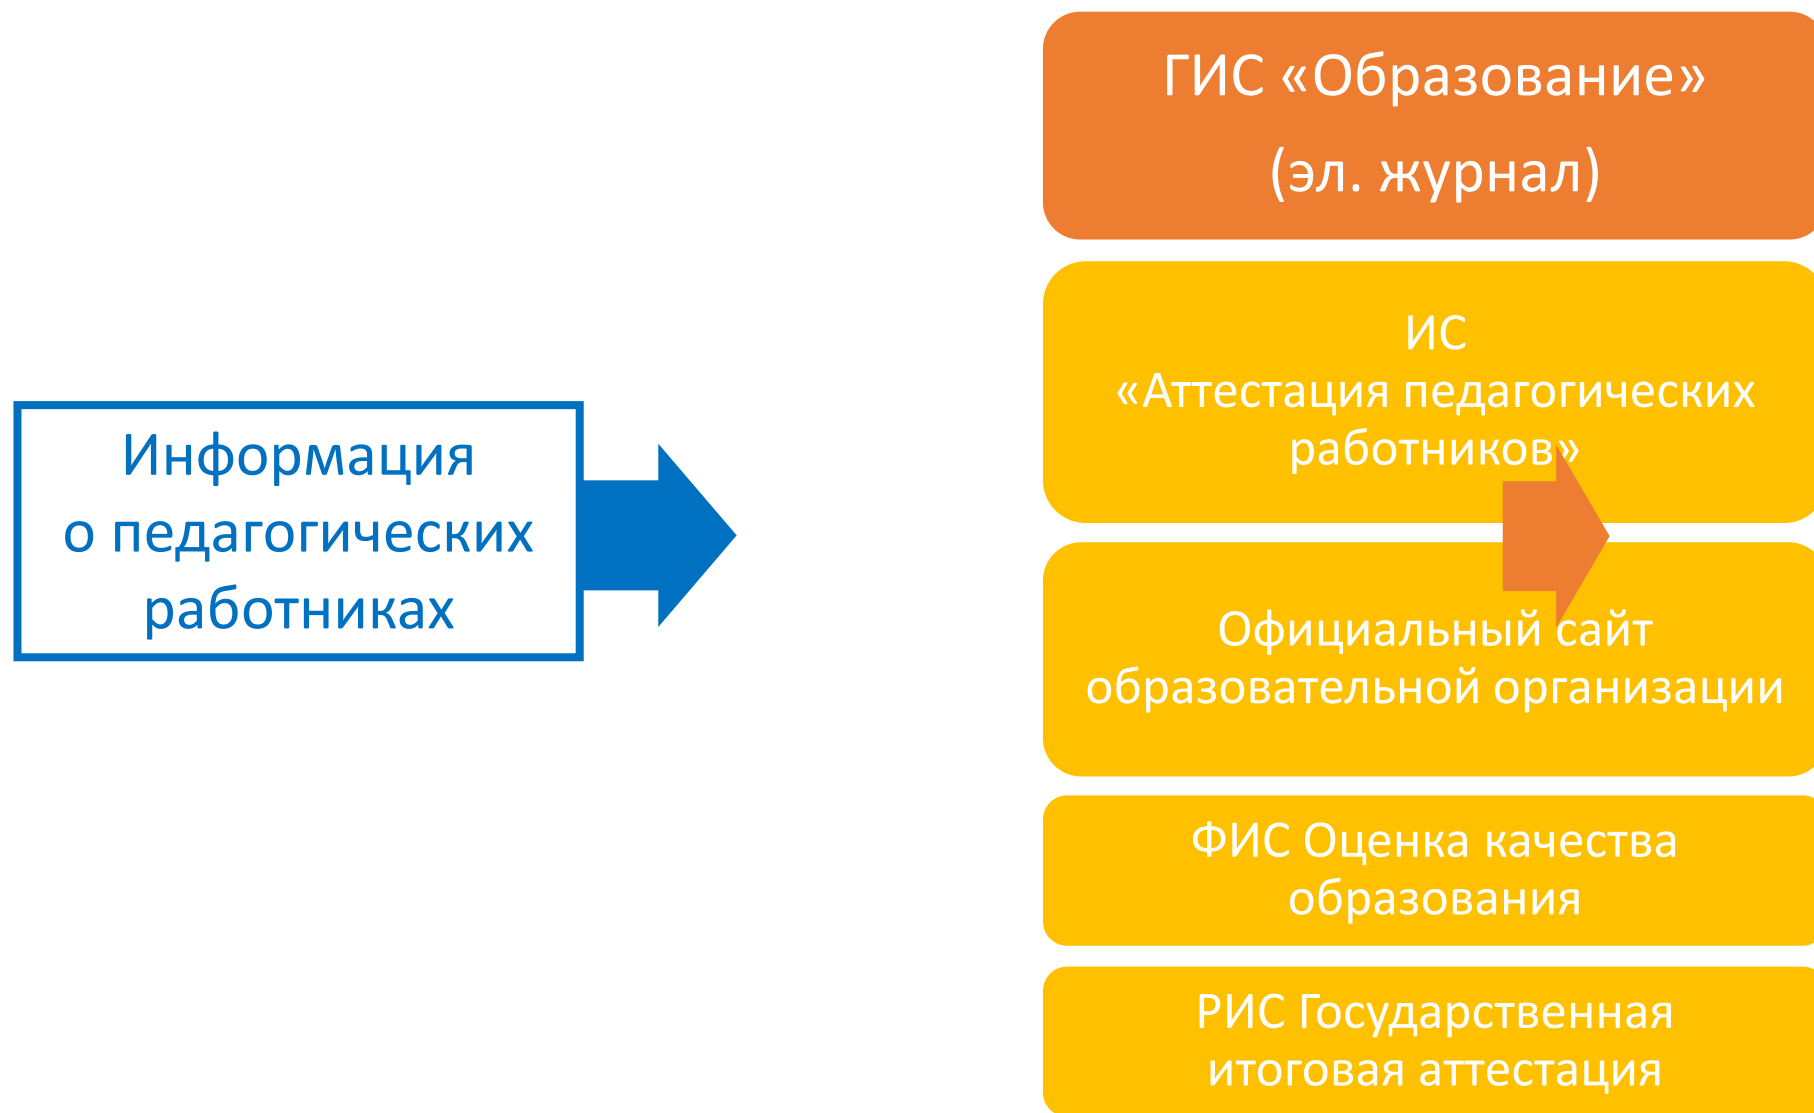 ГИС «Образование»
(эл. журнал)
ИС
«Аттестация педагогических
работников»
Информация
о педагогических
работниках
Официальный сайт
образовательной организации
ФИС Оценка качества
образования
РИС Государственная
итоговая аттестация